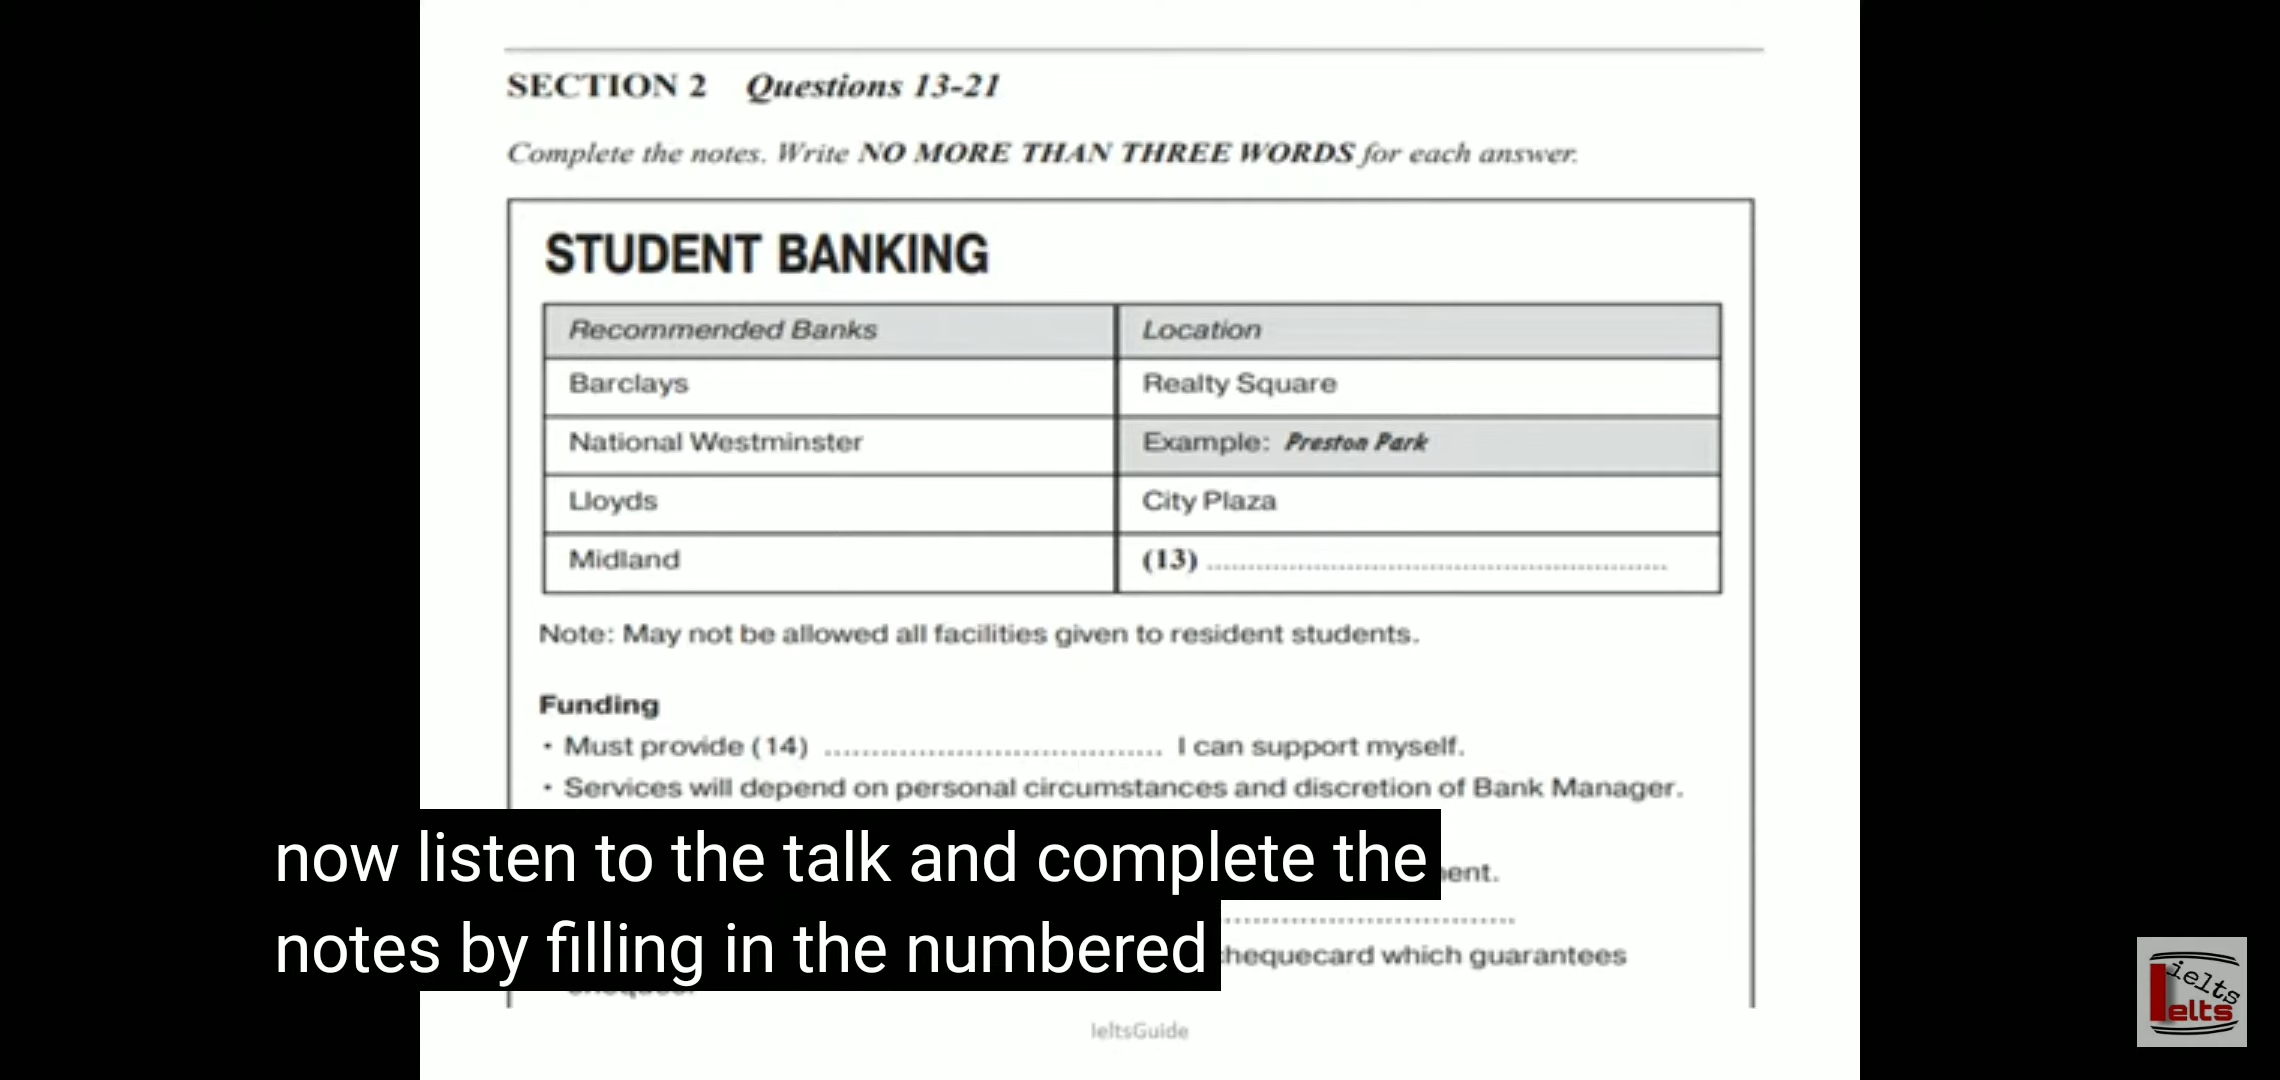 SECTION 2 Questions 13-21
Complete the notes. Write NO MORE THAN THREE WORDS for each answer.
STUDENT BANKING
Recommended Banks Location
Barclays Realty Square
National Westminster Example: Preston Park
Lloyds City Plaza
Midland (13) ..........
Note: May not be allowed all facilities given to resident students.
Funding
• Must provide (14) .......... I can support myself.
• Services will depend on personal circumstances and discretion of Bank Manager.
now listen to the talk and complete the
notes by filling in the numbered
chequecard which guarantees
IeltsGuide
ielts
Ielts